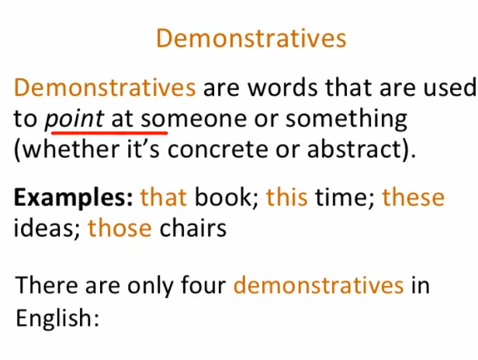 Demonstratives
Demonstratives are words that are used
to point at someone or something
(whether it's concrete or abstract).
Examples: that book; this time; these
ideas; those chairs
There are only four demonstratives in
English: